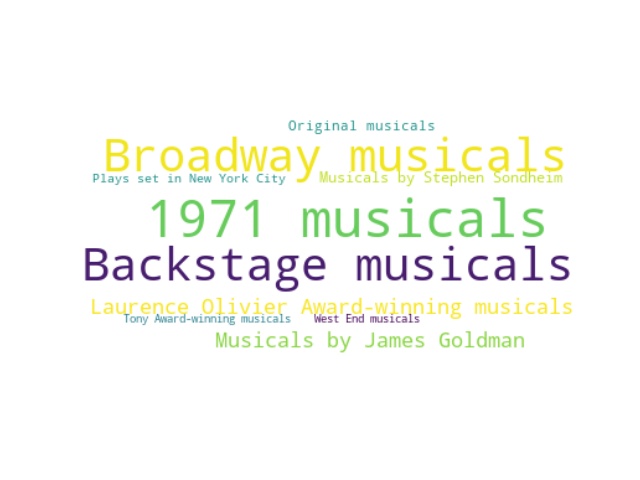 Original musicals
Broadway musicals
Plays set in New York City
Musicals by Stephen Sondheim
1971 musicals
Backstage musicals
Laurence Olivier Award-winning musicals
Tony Award-winning musicals
West End musicals
Musicals by James Goldman